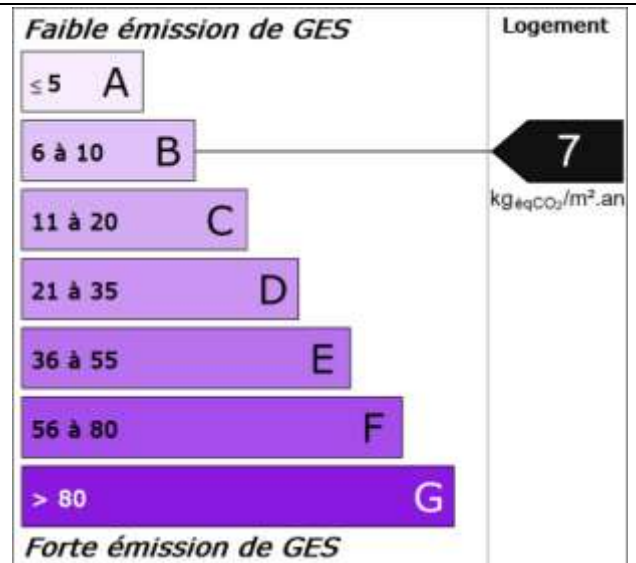 Faible émission de GES
Logement
≤ 5 A
6 à 10 B
7
kgéqCO₂/m².an
11 à 20 C
21 à 35 D
36 à 55 E
56 à 80 F
> 80 G
Forte émission de GES